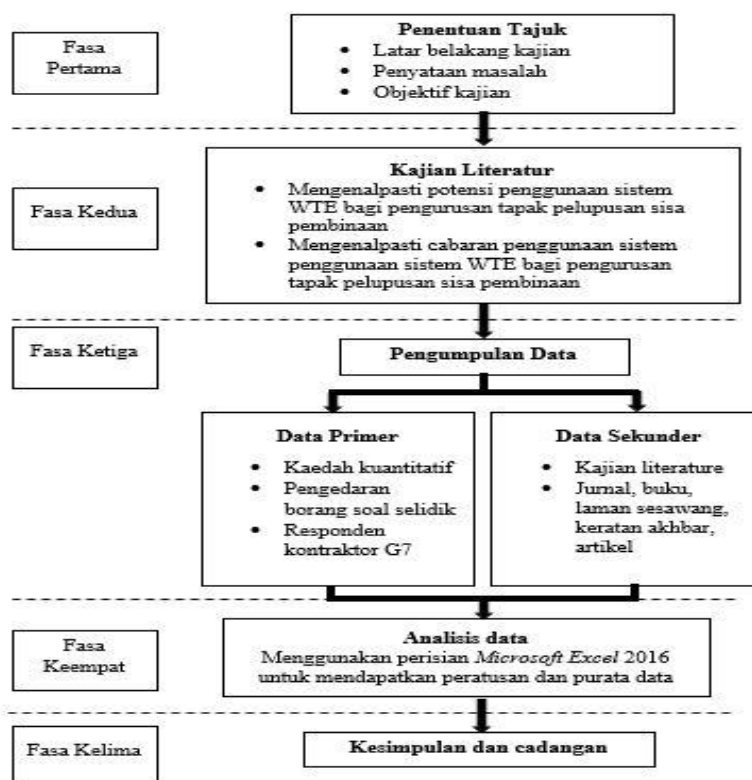 Fasa
Pertama
Penentuan Tajuk
• Latar belakang kajian
• Penyataan masalah
• Objektif kajian
Fasa Kedua
Kajian Literatur
• Mengenalpasti potensi penggunaan sistem
WTE bagi pengurusan tapak pelupusan sisa
pembinaan
• Mengenalpasti cabaran penggunaan sistem
penggunaan sistem WTE bagi pengurusan
tapak pelupusan sisa pembinaan
Fasa Ketiga
Pengumpulan Data
Data Primer
• Kaedah kuantitatif
• Pengedaran
borang soal selidik
• Responden
kontraktor G7
Data Sekunder
• Kajian literature
• Jurnal, buku,
laman sesawang,
keratan akhbar,
artikel
Fasa
Keempat
Analisis data
Menggunakan perisian Microsoft Excel 2016
untuk mendapatkan peratusan dan purata data
Fasa Kelima
Kesimpulan dan cadangan